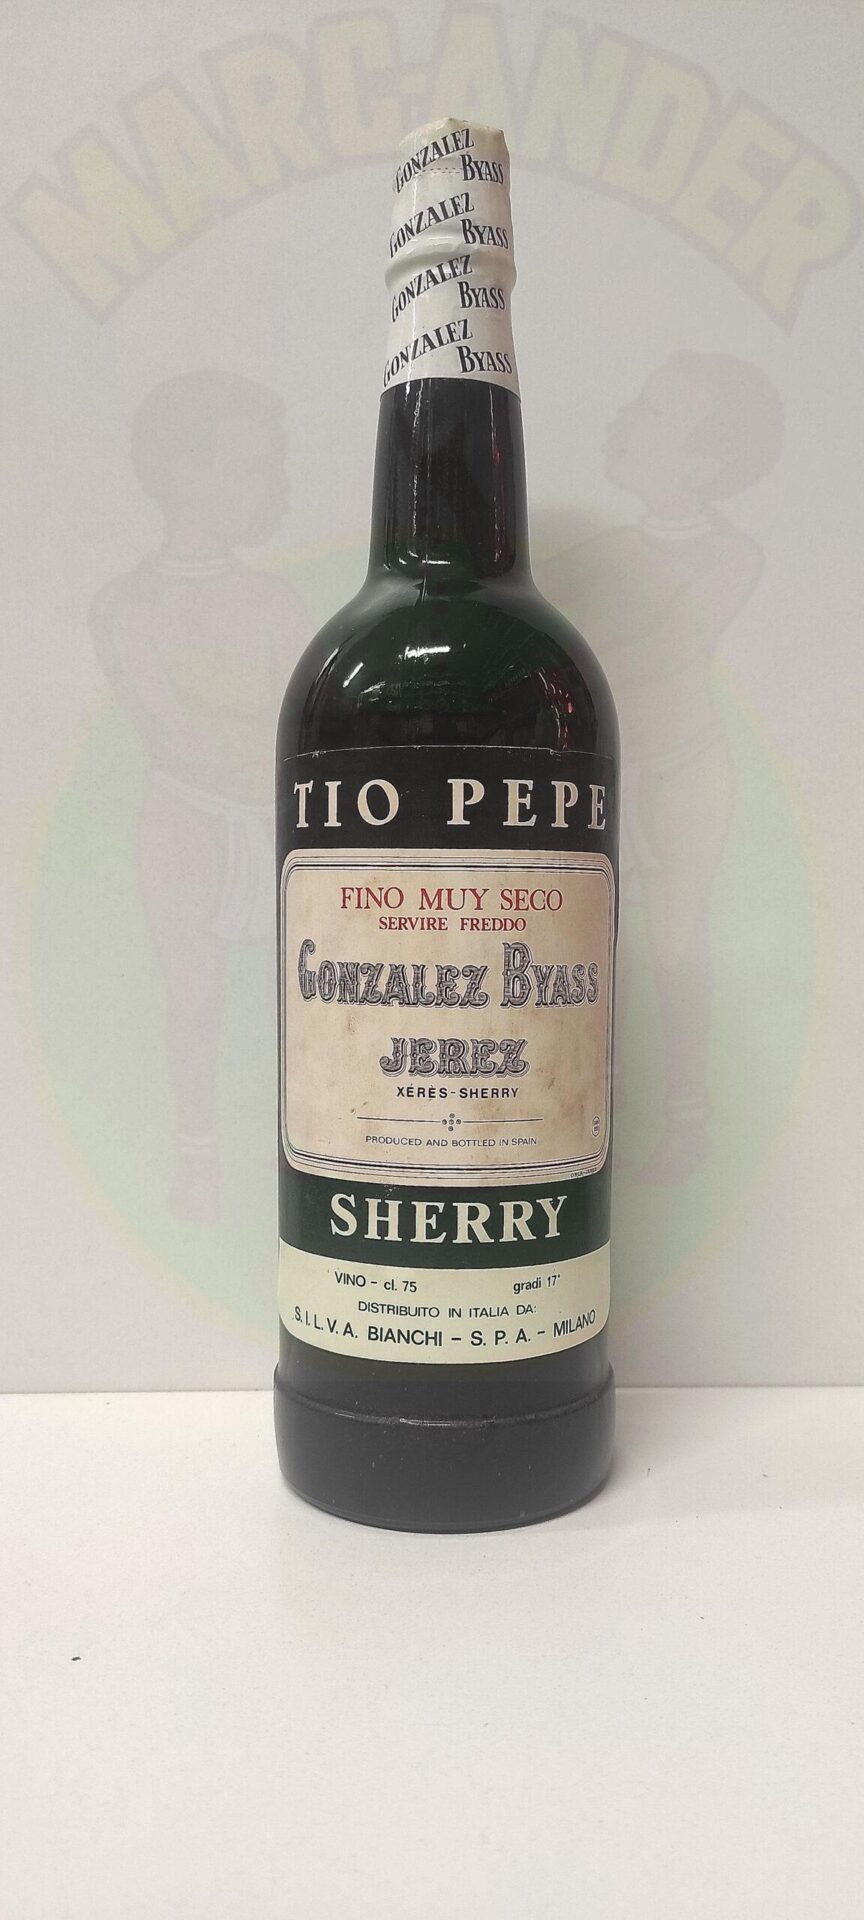 MARC-ANDER
GONZALEZ
BYASS
GONZALEZ
BYASS
GONZALEZ
BYASS
GONZALEZ
BYASS
TIO PEPE
FINO MUY SECO
SERVIRE FREDDO
GONZALEZ BYASS
JEREZ
XÉRÈS-SHERRY
PRODUCED AND BOTTLED IN SPAIN
SHERRY
VINO - cl. 75 gradi 17°
DISTRIBUITO IN ITALIA DA:
S.I.L.V.A. BIANCHI - S. P. A. - MILANO